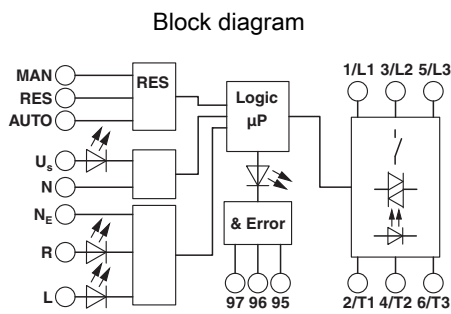 Block diagram
1/L1 3/L2 5/L3
MAN
RES
AUTO
RES
Logic
µP
Us
N
NE
R
L
& Error
97 96 95
2/T1 4/T2 6/T3